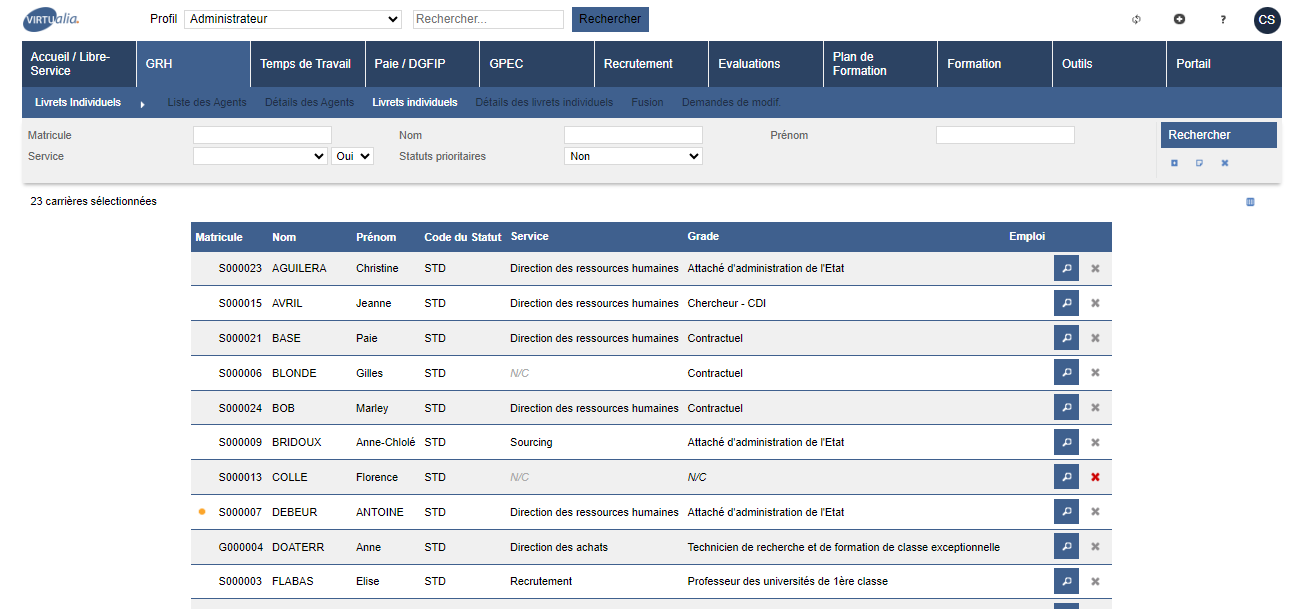 VIRTUalia.
Profil Administrateur Rechercher... Rechercher ? CS
Accueil / Libre-Service GRH Temps de Travail Paie / DGFIP GPEC Recrutement Evaluations Plan de Formation Formation Outils Portail
Livrets Individuels Liste des Agents Détails des Agents Livrets individuels Détails des livrets individuels Fusion Demandes de modif.
Matricule Nom Prénom Rechercher
Service Oui Statuts prioritaires Non
23 carrières sélectionnées
Matricule Nom Prénom Code du Statut Service Grade Emploi
S000023 AGUILERA Christine STD Direction des ressources humaines Attaché d'administration de l'Etat
S000015 AVRIL Jeanne STD Direction des ressources humaines Chercheur - CDI
S000021 BASE Paie STD Direction des ressources humaines Contractuel
S000006 BLONDE Gilles STD N/C Contractuel
S000024 BOB Marley STD Direction des ressources humaines Contractuel
S000009 BRIDOUX Anne-Chlolé STD Sourcing Attaché d'administration de l'Etat
S000013 COLLE Florence STD N/C N/C
S000007 DEBEUR ANTOINE STD Direction des ressources humaines Attaché d'administration de l'Etat
G000004 DOATERR Anne STD Direction des achats Technicien de recherche et de formation de classe exceptionnelle
S000003 FLABAS Elise STD Recrutement Professeur des universités de 1ère classe